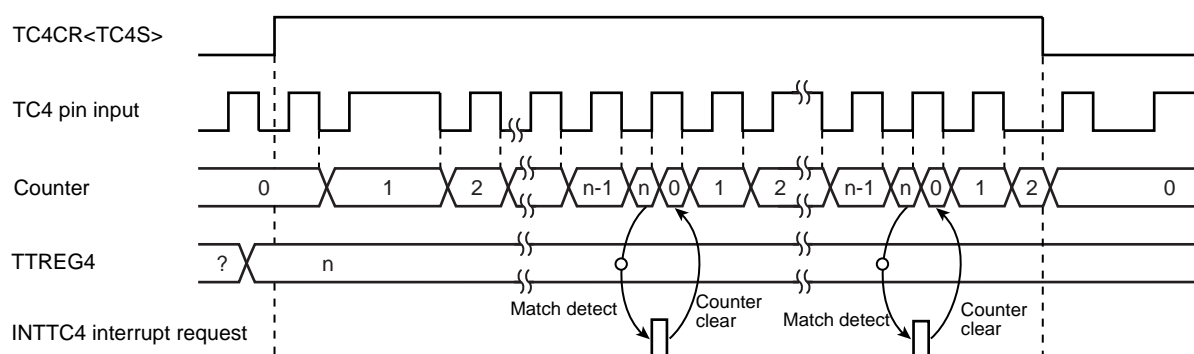 TC4CR<TC4S>
TC4 pin input
Counter
0 1 2 n-1 n 0 1 2 n-1 n 0 1 2 0
TTREG4
? n
Match detect
Counter
clear
Match detect
Counter
clear
INTTC4 interrupt request